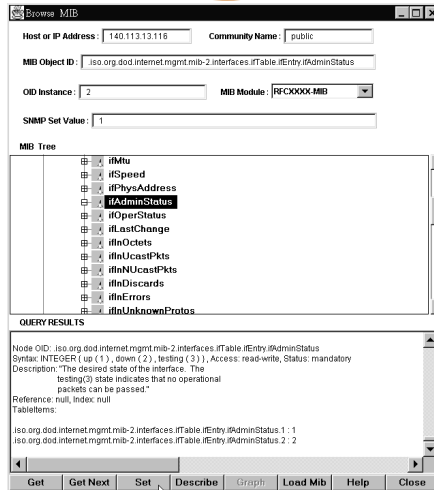 Browse MIB
Host or IP Address : 140.113.13.116 Community Name : public
MIB Object ID : .iso.org.dod.internet.mgmt.mib-2.interfaces.ifTable.ifEntry.ifAdminStatus
OID Instance : 2 MIB Module : RFCXXXX-MIB
SNMP Set Value : 1
MIB Tree
ifMtu
ifSpeed
ifPhysAddress
ifAdminStatus
ifOperStatus
ifLastChange
ifInOctets
ifInUcastPkts
ifInNUcastPkts
ifInDiscards
ifInErrors
ifInUnknownProtos
QUERY RESULTS
Node OID: .iso.org.dod.internet.mgmt.mib-2.interfaces.ifTable.ifEntry.ifAdminStatus
Syntax: INTEGER { up ( 1 ) , down ( 2 ) , testing ( 3 ) } , Access: read-write, Status: mandatory
Description: "The desired state of the interface. The
testing(3) state indicates that no operational
packets can be passed."
Reference: null, Index: null
TableItems:
.iso.org.dod.internet.mgmt.mib-2.interfaces.ifTable.ifEntry.ifAdminStatus.1 : 1
.iso.org.dod.internet.mgmt.mib-2.interfaces.ifTable.ifEntry.ifAdminStatus.2 : 2
Get Get Next Set Describe Graph Load Mib Help Close